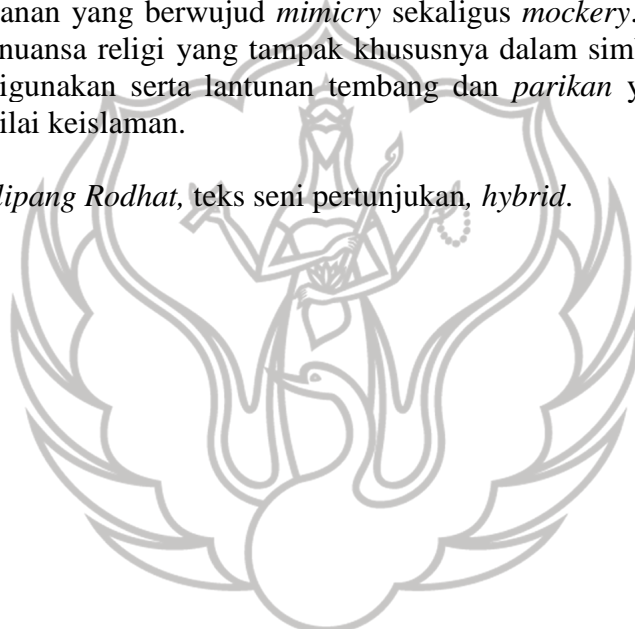 anan yang berwujud mimicry sekaligus mockery.
nuansa religi yang tampak khususnya dalam simb
igunakan serta lantunan tembang dan parikan y
ilai keislaman.
lipang Rodhat, teks seni pertunjukan, hybrid.